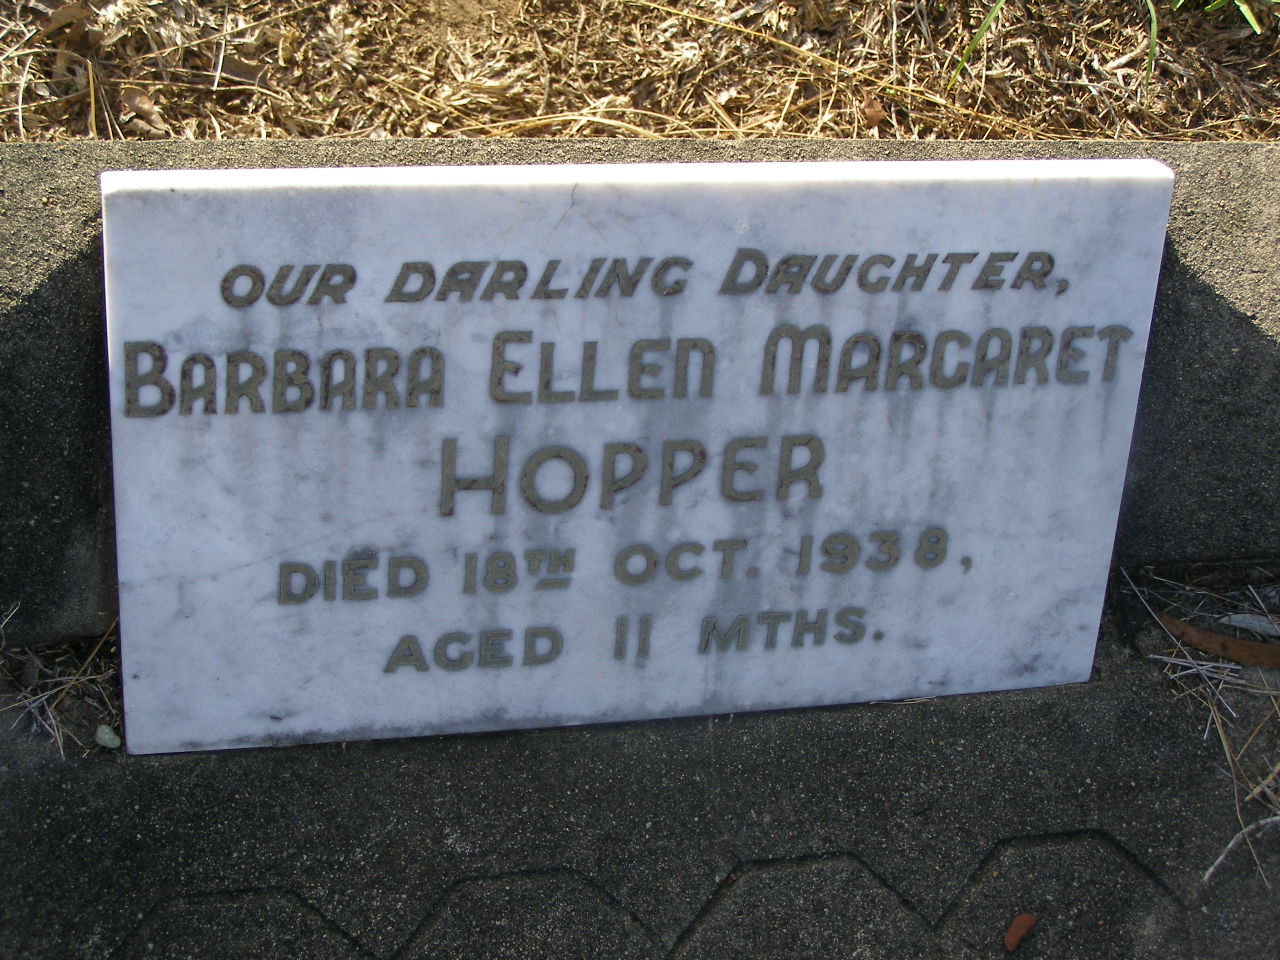 OUR DARLING DAUGHTER,
BARBARA ELLEN MARGARET
HOPPER
DIED 18TH OCT. 1938,
AGED 11 MTHS.